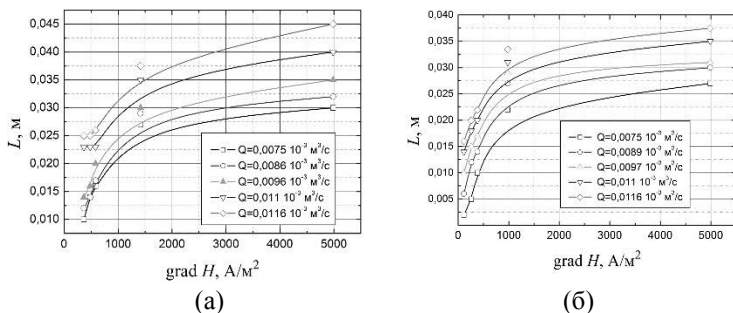 (а)
0,045
0,040
0,035
0,030
0,025
0,020
0,015
0,010
L, м
Q=0,0075 10⁻³ м³/с
Q=0,0086 10⁻³ м³/с
Q=0,0096 10⁻³ м³/с
Q=0,011 10⁻³ м³/с
Q=0,0116 10⁻³ м³/с
0 1000 2000 3000 4000 5000
grad H, А/м²
(а)
б)
0,040
0,035
0,030
0,025
0,020
0,015
0,010
0,005
L, м
Q=0,0075 10⁻³ м³/с
Q=0,0089 10⁻³ м³/с
Q=0,0097 10⁻³ м³/с
Q=0,011 10⁻³ м³/с
Q=0,0116 10⁻³ м³/с
0 1000 2000 3000 4000 5000
grad H, А/м²
(б)